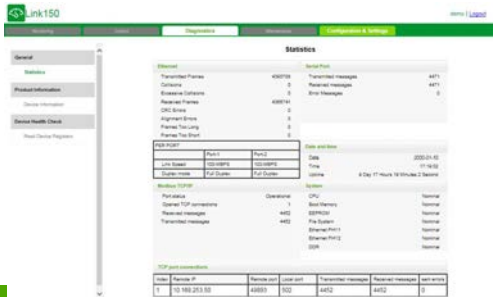 Link150
demo | Logout
Monitoring Control Diagnostics Maintenance Configuration & Settings
General
Statistics
Product Information
Device Information
Device Health Check
Read Device Registers
Statistics
Ethernet
Transmitted Frames
Collisions 0
Excessive Collisions 0
Received Frames
CRC Errors 0
Alignment Errors 0
Frames Too Long 0
Frames Too Short 0
PER PORT
Port-1 Port-2
Link Speed 100-MBPS 100-MBPS
Duplex mode Full Duplex Full Duplex
Modbus TCP/IP
Port status Operational
Opened TCP connections 1
Received messages 4452
Transmitted messages 4452
Serial Port
Transmitted messages 4471
Received messages 4471
Error Messages 0
Date and time
Date 2020-01-10
Time
Uptime 6 Day 17 Hours 18 Minutes 2 Second
System
CPU Nominal
Boot Memory Nominal
EEPROM Nominal
File System Nominal
Ethernet PHY1 Nominal
Ethernet PHY2 Nominal
DDR Nominal
TCP port connections
Index Remote IP Remote port Local port Transmitted messages Received messages sent errors
1 10.169.253.50 49893 502 4452 4452 0